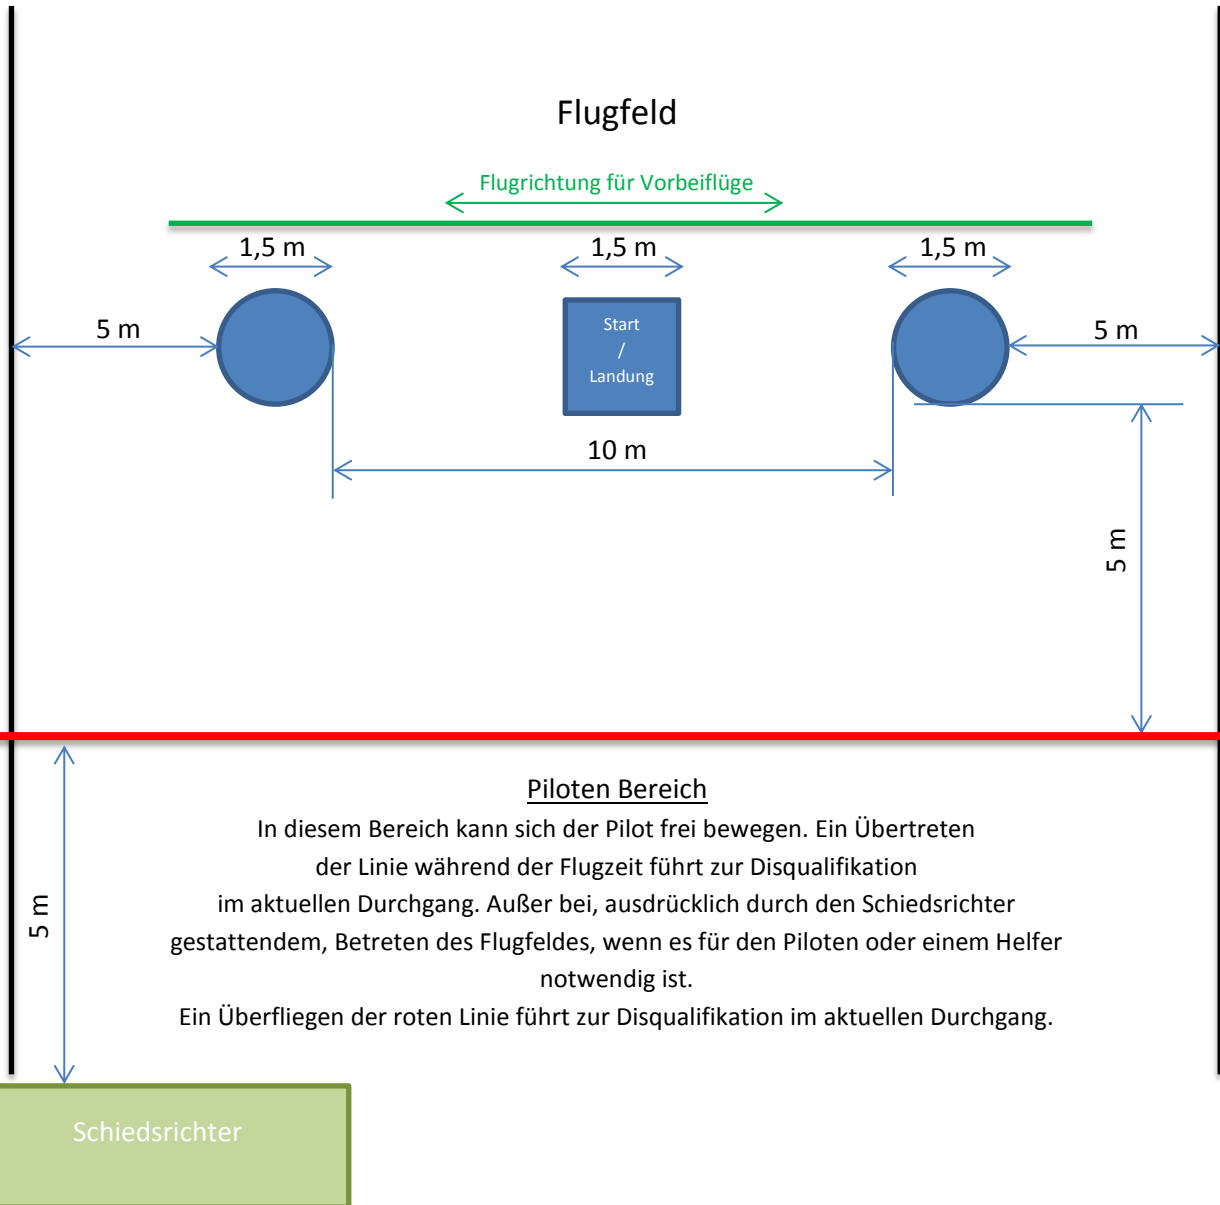 Flugfeld
Flugrichtung für Vorbeiflüge
1,5 m
1,5 m
1,5 m
5 m
Start
/
Landung
5 m
10 m
5 m
Piloten Bereich
In diesem Bereich kann sich der Pilot frei bewegen. Ein Übertreten
der Linie während der Flugzeit führt zur Disqualifikation
im aktuellen Durchgang. Außer bei, ausdrücklich durch den Schiedsrichter
gestattendem, Betreten des Flugfeldes, wenn es für den Piloten oder einem Helfer
notwendig ist.
Ein Überfliegen der roten Linie führt zur Disqualifikation im aktuellen Durchgang.
5 m
Schiedsrichter